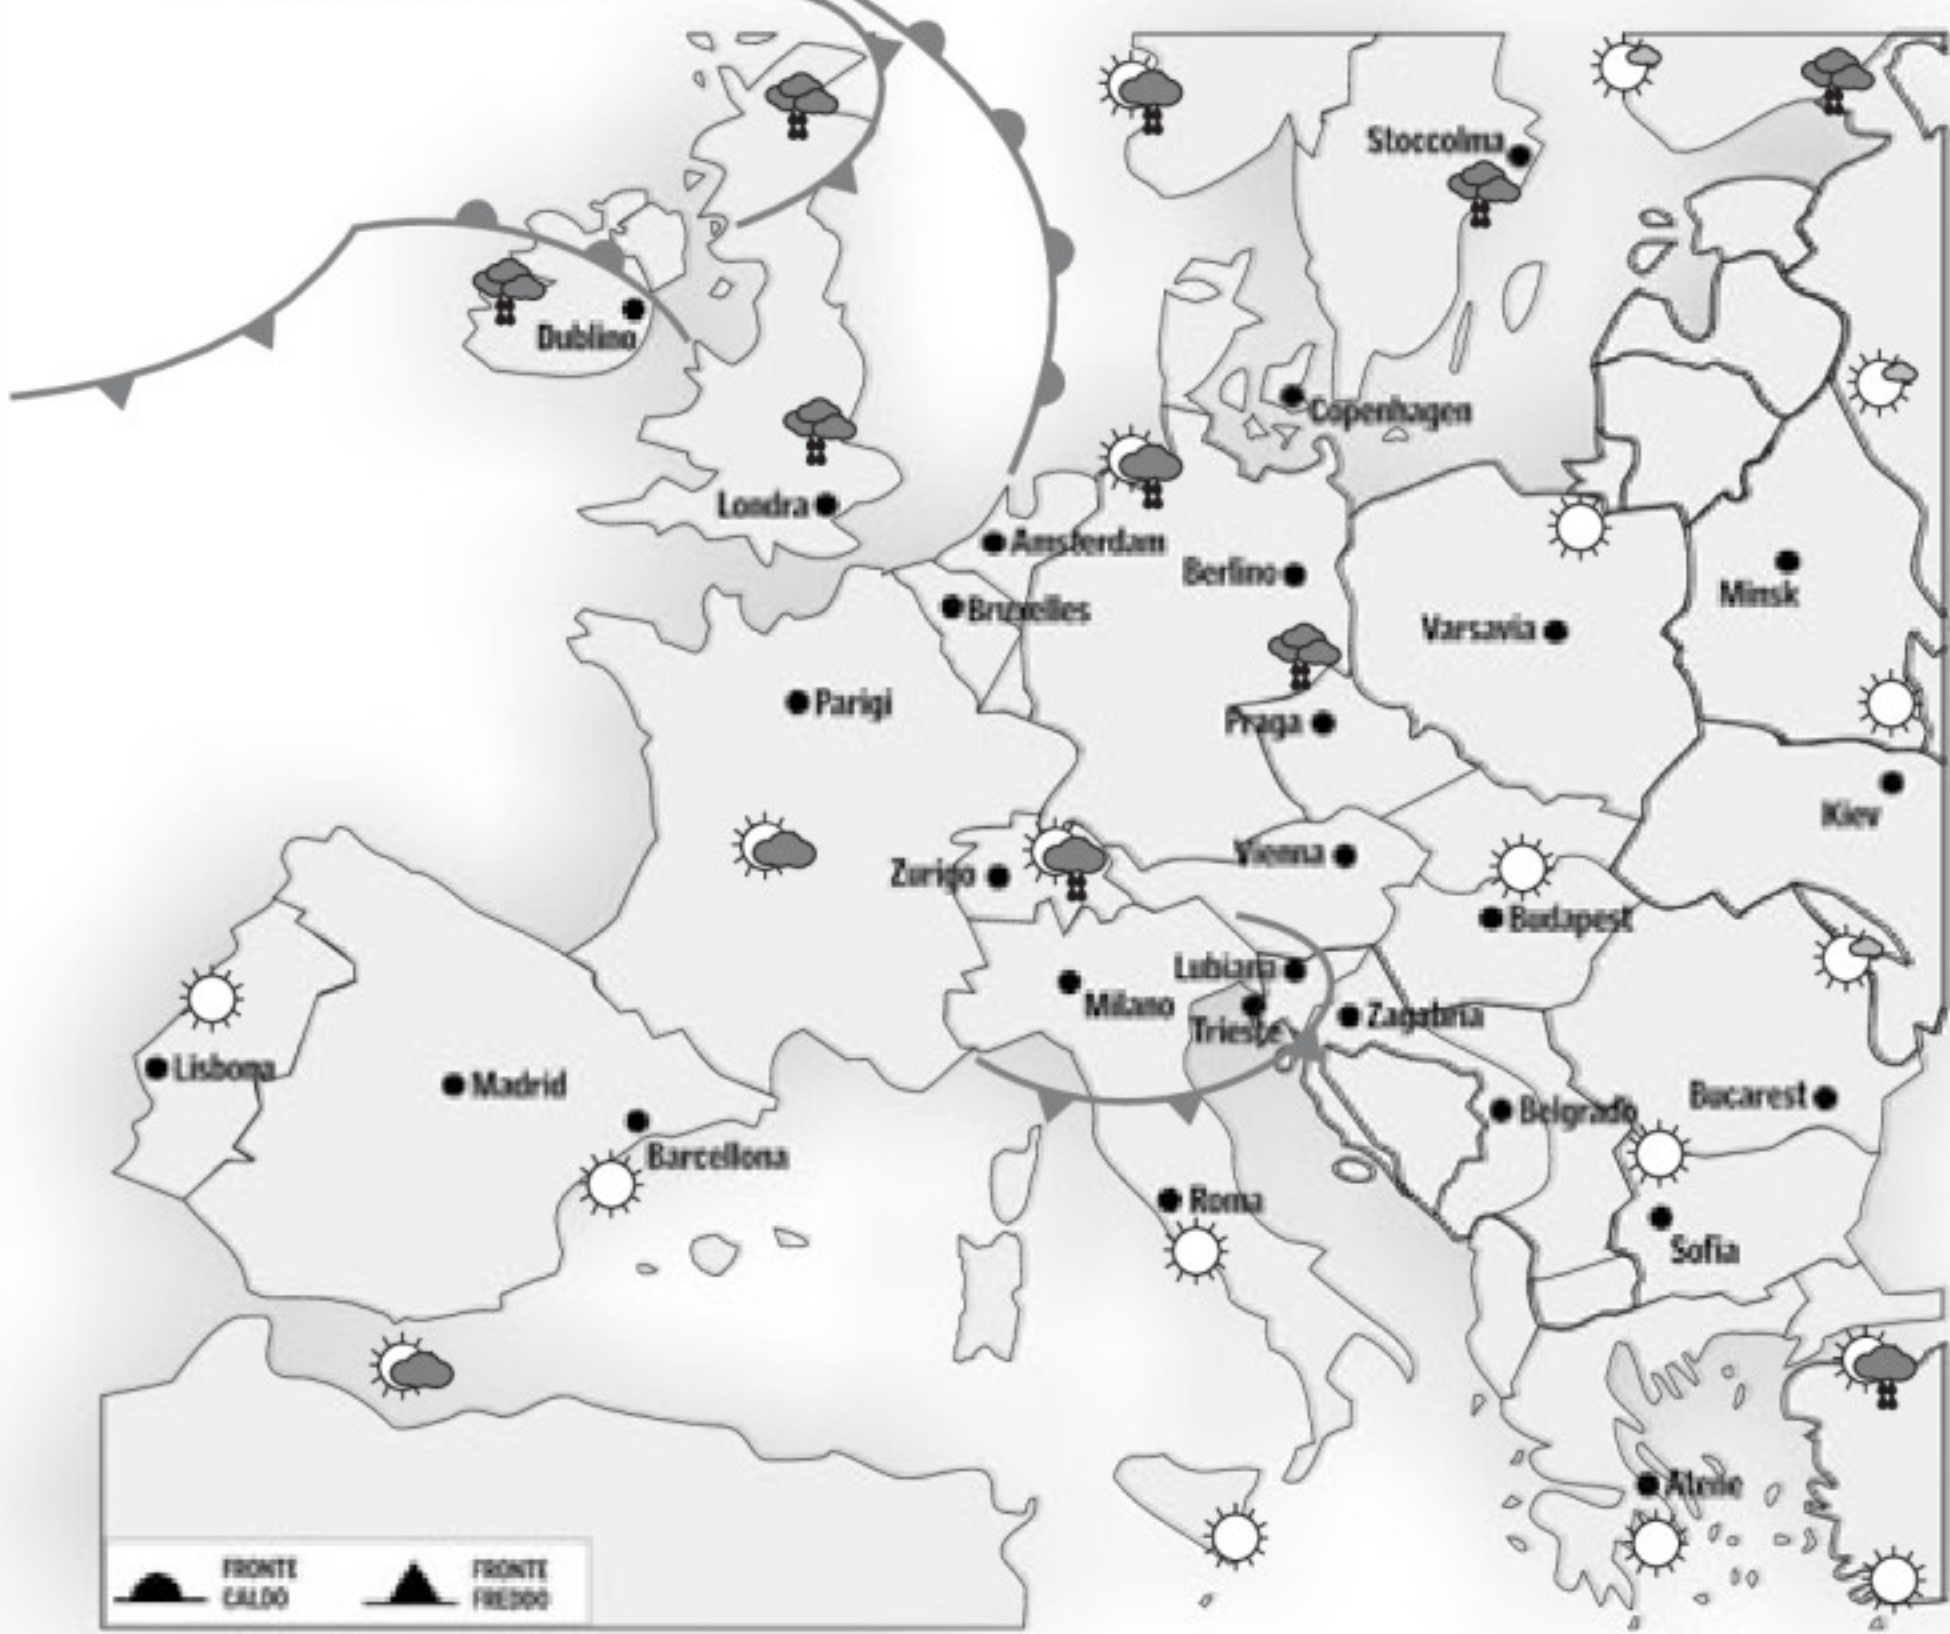 Stoccolma
Dublino
Copenhagen
Londra
Amsterdam
Berlino
Minsk
Bruxelles
Varsavia
Parigi
Praga
Kiev
Vienna
Zurigo
Budapest
Lubiana
Milano
Zagabria
Trieste
Lisbona
Madrid
Bucarest
Belgrado
Barcellona
Roma
Sofia
Atene
FRONTE
CALDO
FRONTE
FREDDO